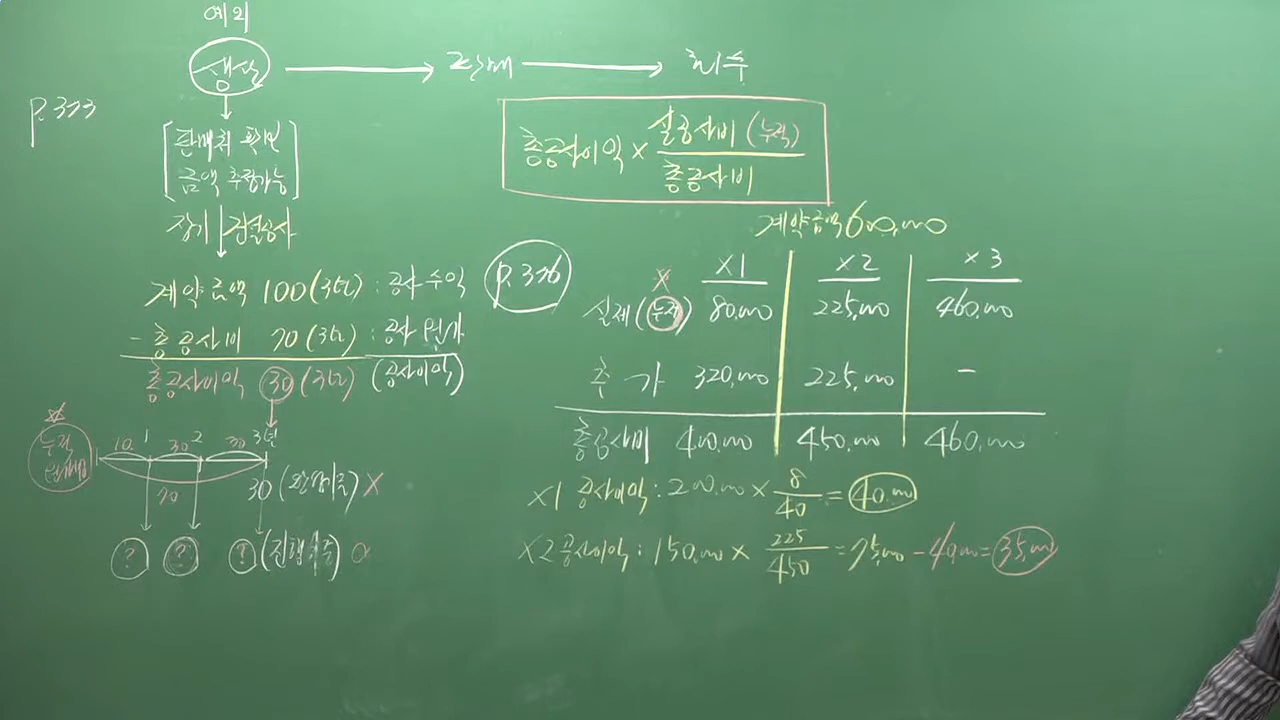 예외
생산 → 판매 → 회수
P.373
총공사이익 × 실공사비(누적) / 총공사비
[판매처 확인
금액 추정가능]
장기 건설공사
계약금액 100(3년) : 공사수익
- 총공사비 70(3년) : 공사원가
총공사이익 30(3년) (공사이익)
P.376
계약금액 600,000
X1 X2 X3
X
실제(누적) 80,000 225,000 460,000
추가 320,000 225,000 -
총공사비 400,000 450,000 460,000
X1 공사이익 : 200,000 × 8/40 = 40,000
X2 공사이익 : 150,000 × 225/450 = 75,000 - 40,000 = 35,000
☆
누적
10 1 30 2 30 3년
70
30 (완성기준) X
? ? ? (진행기준) O